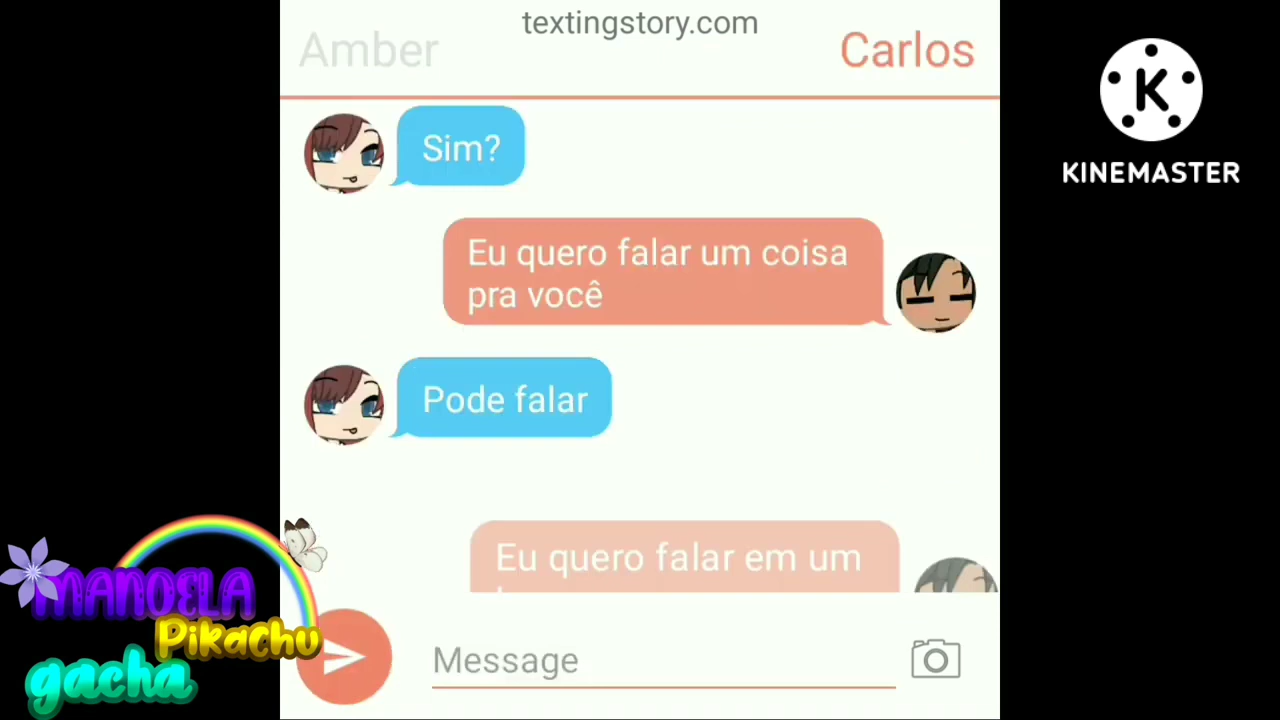 textingstory.com
Amber
Carlos
K
KINEMASTER
Sim?
Eu quero falar um coisa
pra você
Pode falar
Eu quero falar em um
MANOELA
Pikachu
gacha
Message